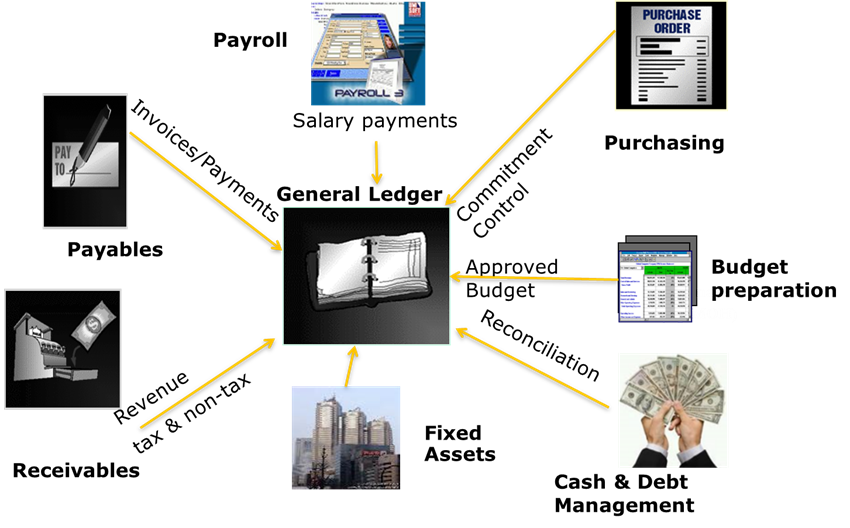 Payroll
PAYROLL 3
Salary payments
PURCHASE
ORDER
Purchasing
Commitment
Control
PAY
TO
Invoices/Payments
Payables
General Ledger
Approved
Budget
Budget
preparation
Reconciliation
Revenue
tax & non-tax
Receivables
Fixed
Assets
Cash & Debt
Management